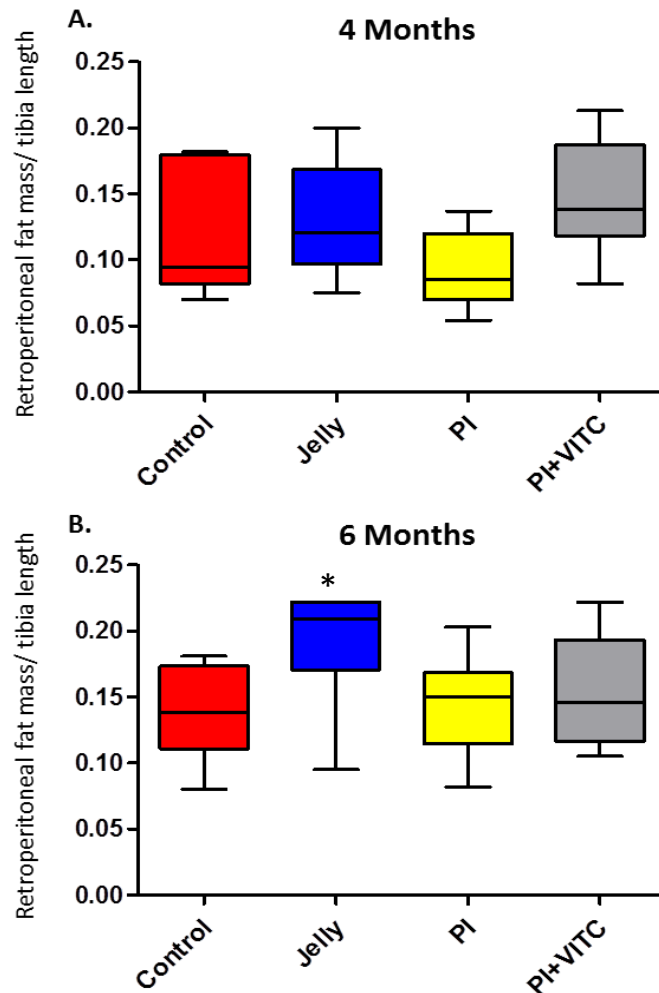 A.
4 Months
Retroperitoneal fat mass/ tibia length
0.25
0.20
0.15
0.10
0.05
0.00
Control
Jelly
PI
PI+VITC
B.
6 Months
Retroperitoneal fat mass/ tibia length
0.25
0.20
0.15
0.10
0.05
0.00
*
Control
Jelly
PI
PI+VITC